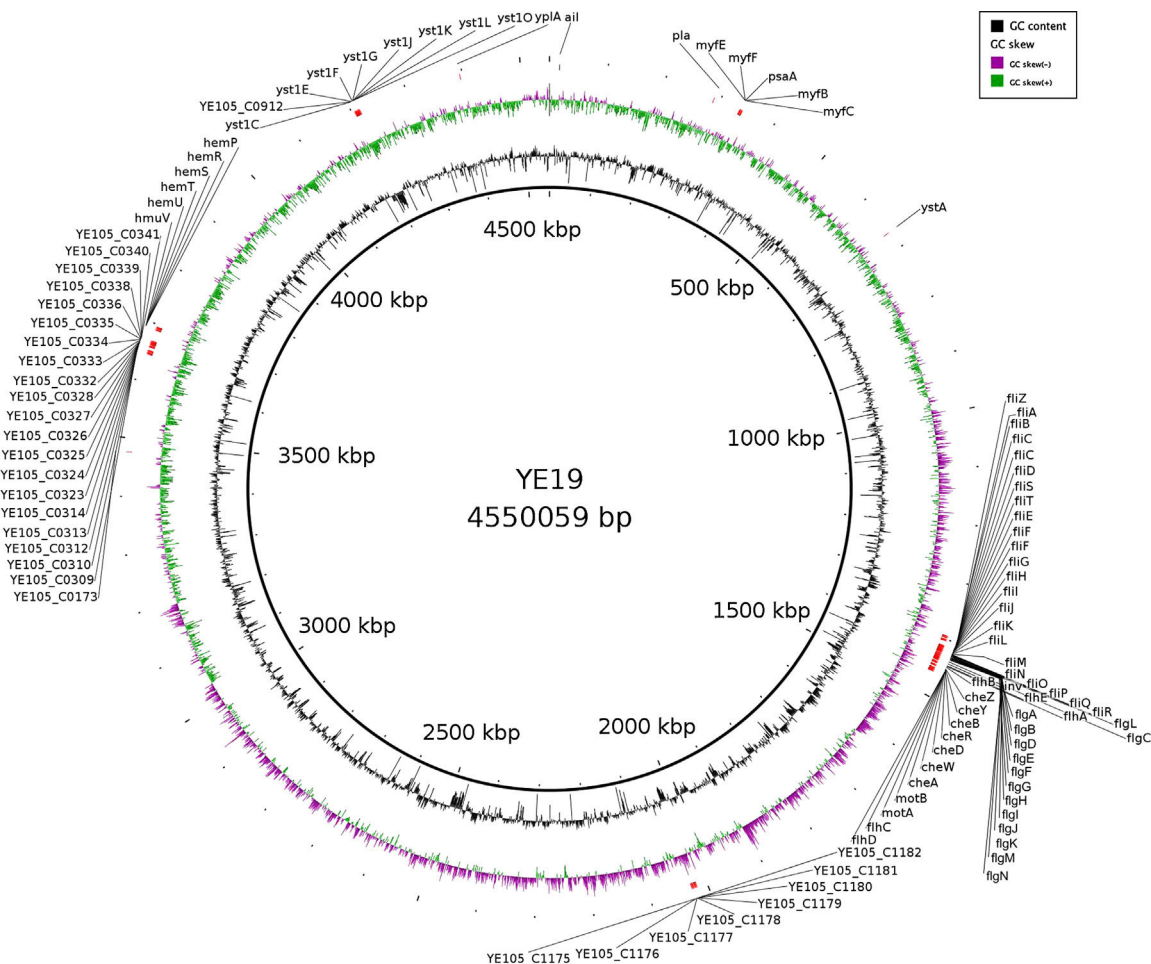 GC content
GC skew
GC skew(-)
GC skew(+)
yst1C
YE105_C0912
yst1E
yst1F
yst1G
yst1J
yst1K
yst1L
yst1O
yplA
ail
pla
myfE
myfF
psaA
myfB
myfC
ystA
hemP
hemR
hemS
hemT
hemU
hmuV
YE105_C0341
YE105_C0340
YE105_C0339
YE105_C0338
YE105_C0336
YE105_C0335
YE105_C0334
YE105_C0333
YE105_C0332
YE105_C0328
YE105_C0327
YE105_C0326
YE105_C0325
YE105_C0324
YE105_C0323
YE105_C0314
YE105_C0313
YE105_C0312
YE105_C0310
YE105_C0309
YE105_C0173
4500 kbp
500 kbp
1000 kbp
1500 kbp
2000 kbp
2500 kbp
3000 kbp
3500 kbp
4000 kbp
YE19
4550059 bp
fliZ
fliA
fliB
fliC
fliC
fliD
fliS
fliT
fliE
fliF
fliF
fliG
fliH
fliI
fliJ
fliK
fliL
fliM
fliN
fliO
fliP
fliQ
fliR
flgL
flgC
inv
flhB
flhE
flhA
cheZ
cheY
cheB
cheR
cheD
cheW
cheA
motB
motA
flhC
flhD
flgA
flgB
flgD
flgE
flgF
flgG
flgH
flgI
flgJ
flgK
flgM
flgN
YE105_C1182
YE105_C1181
YE105_C1180
YE105_C1179
YE105_C1178
YE105_C1177
YE105_C1176
YE105_C1175